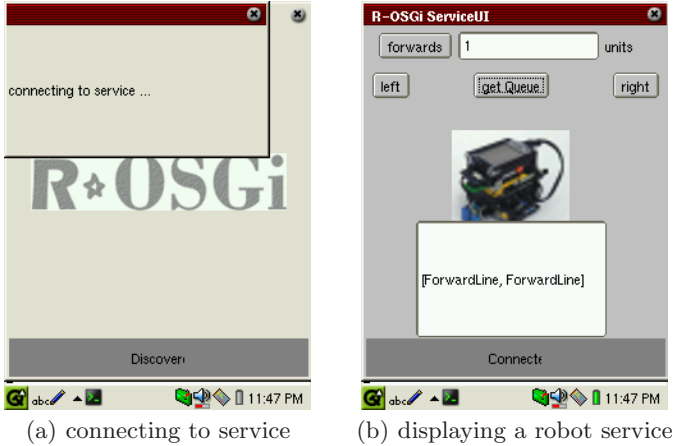 connecting to service ...
R☆OSGi
Discover
abc
11:47 PM
(a) connecting to service
R-OSGi ServiceUI
forwards 1 units
left get Queue right
[ForwardLine, ForwardLine]
Connecte
abc
11:47 PM
(b) displaying a robot service